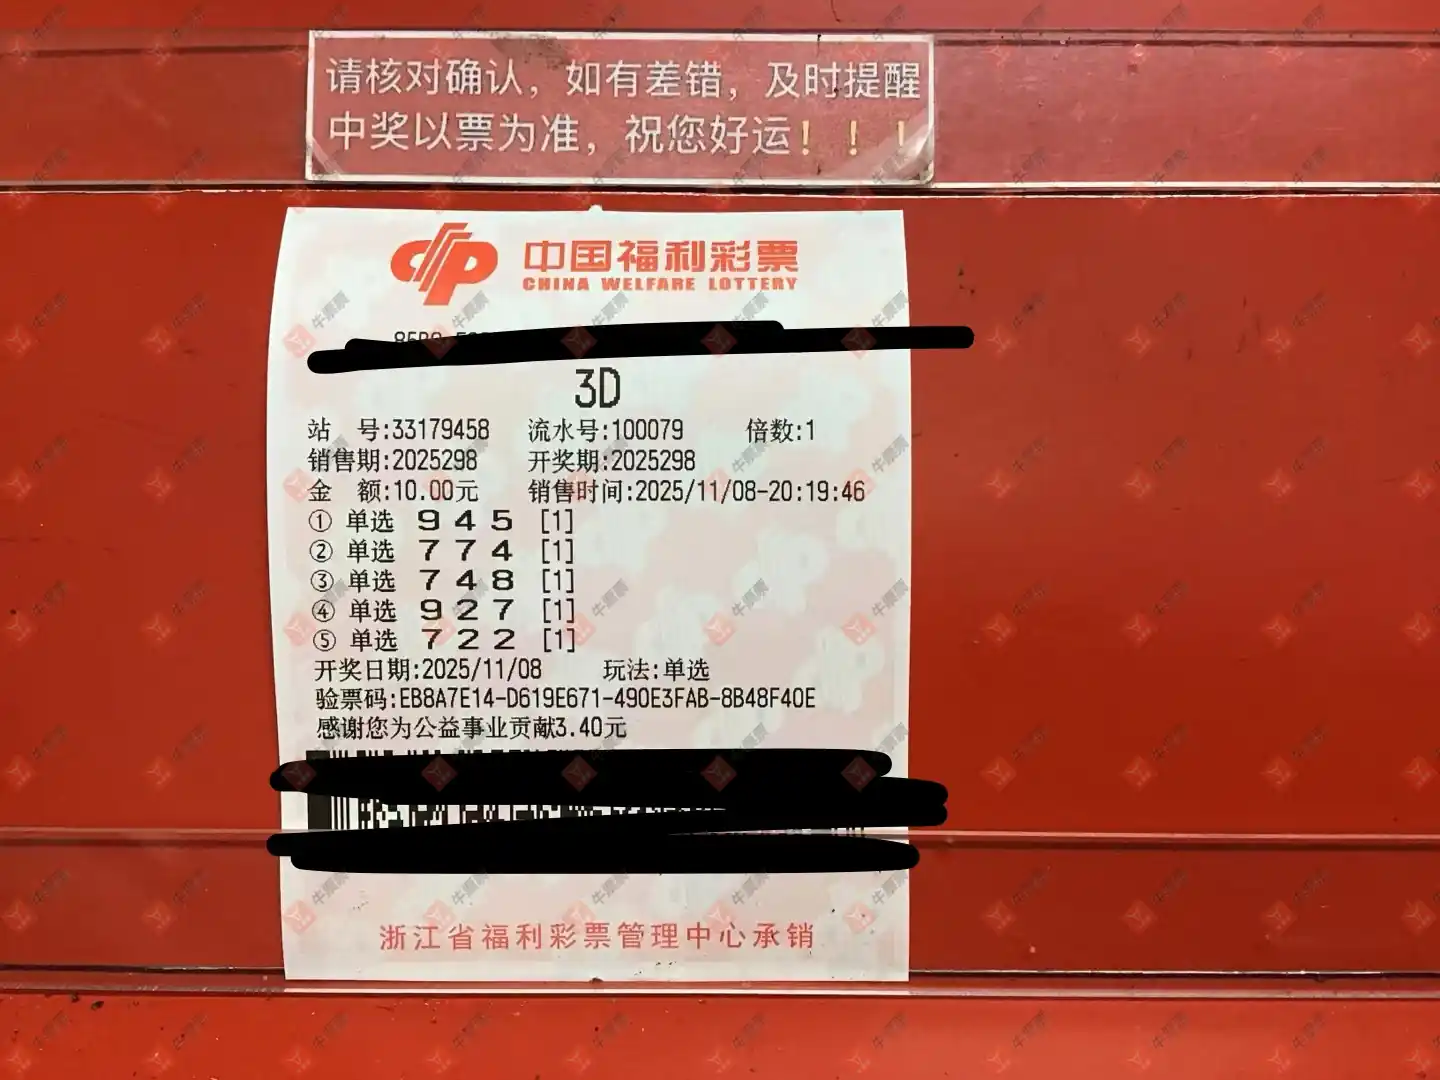 请核对确认，如有差错，及时提醒
中奖以票为准，祝您好运！！！
中国福利彩票
CHINA WELFARE LOTTERY
3D
站 号:33179458 流水号:100079 倍数:1
销售期:2025298 开奖期:2025298
金 额:10.00元 销售时间:2025/11/08-20:19:46
① 单选 9 4 5 [1]
② 单选 7 7 4 [1]
③ 单选 7 4 8 [1]
④ 单选 9 2 7 [1]
⑤ 单选 7 2 2 [1]
开奖日期:2025/11/08 玩法:单选
验票码:EB8A7E14-D619E671-490E3FAB-8B48F40E
感谢您为公益事业贡献3.40元
浙江省福利彩票管理中心承销